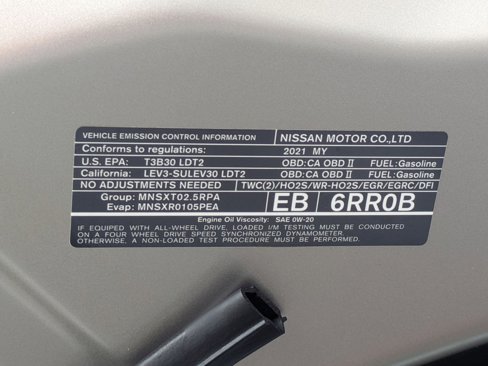 VEHICLE EMISSION CONTROL INFORMATION NISSAN MOTOR CO.,LTD
Conforms to regulations: 2021 MY
U.S. EPA: T3B30 LDT2 OBD:CA OBD II FUEL:Gasoline
California: LEV3-SULEV30 LDT2 OBD:CA OBD II FUEL:Gasoline
NO ADJUSTMENTS NEEDED TWC(2)/HO2S/WR-HO2S/EGR/EGRC/DFI
Group: MNSXT02.5RPA EB 6RR0B
Evap: MNSXR0105PEA
Engine Oil Viscosity: SAE 0W-20
IF EQUIPPED WITH ALL-WHEEL DRIVE, LOADED I/M TESTING MUST BE CONDUCTED
ON A FOUR WHEEL DRIVE SPEED SYNCHRONIZED DYNAMOMETER.
OTHERWISE, A NON-LOADED TEST PROCEDURE MUST BE PERFORMED.